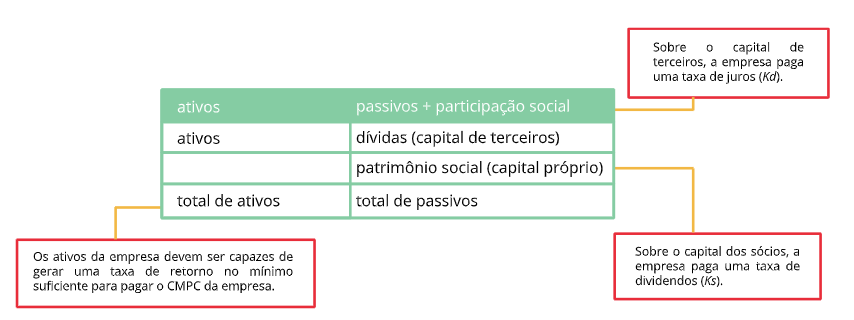 Sobre o capital de
terceiros, a empresa paga
uma taxa de juros (Kd).
ativos passivos + participação social
ativos dívidas (capital de terceiros)
patrimônio social (capital próprio)
total de ativos total de passivos
Os ativos da empresa devem ser capazes de
gerar uma taxa de retorno no mínimo
suficiente para pagar o CMPC da empresa.
Sobre o capital dos sócios, a
empresa paga uma taxa de
dividendos (Ks).